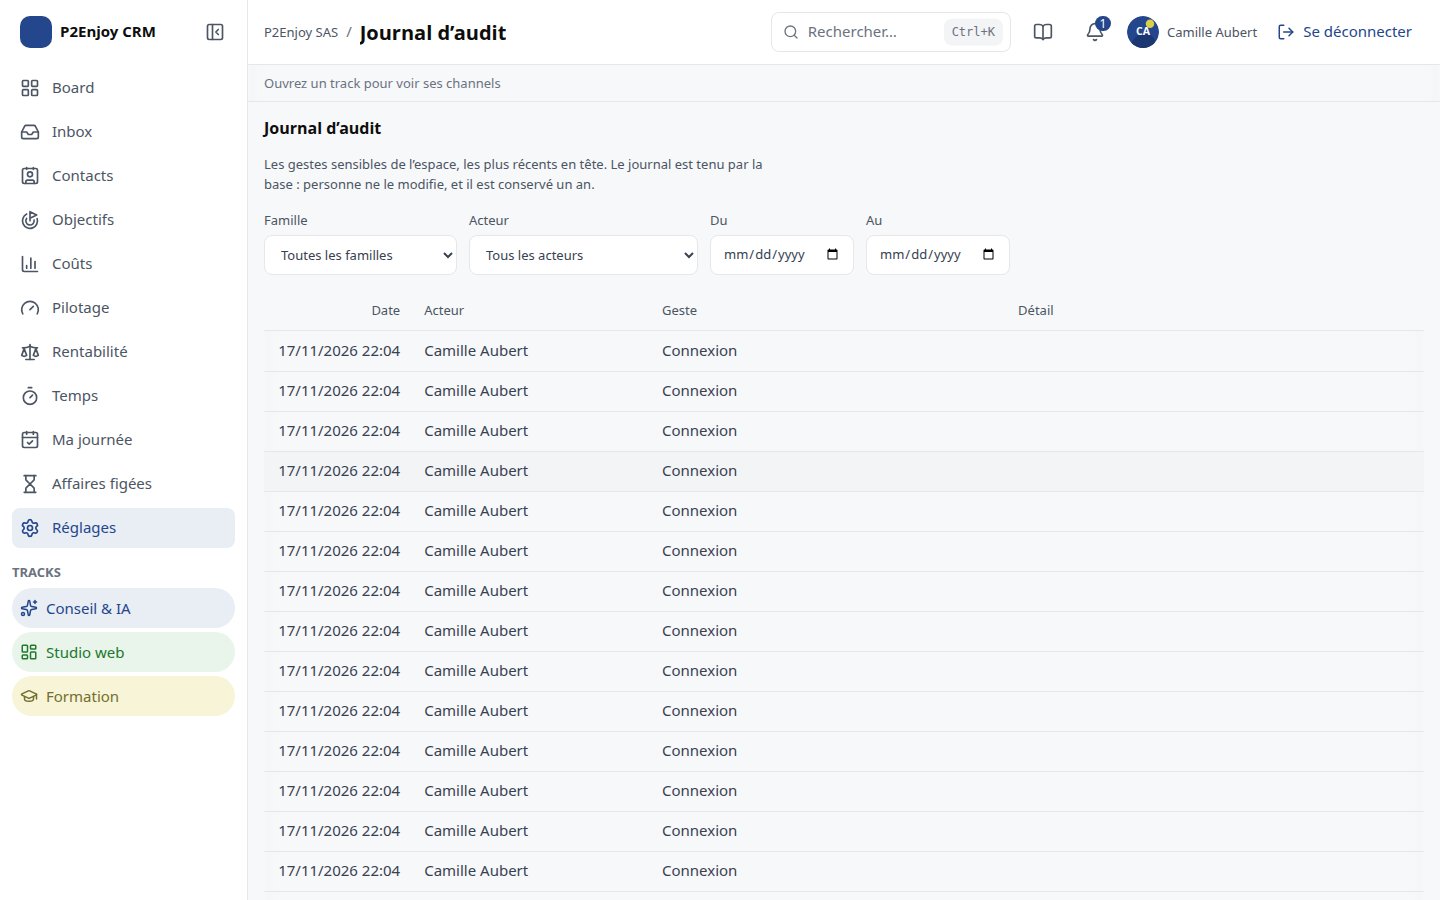 P2Enjoy CRM
Board
Inbox
Contacts
Objectifs
Coûts
Pilotage
Rentabilité
Temps
Ma journée
Affaires figées
Réglages
TRACKS
Conseil & IA
Studio web
Formation
P2Enjoy SAS / Journal d’audit
Rechercher... Ctrl+K
1
CA Camille Aubert
Se déconnecter
Ouvrez un track pour voir ses channels
Journal d’audit
Les gestes sensibles de l’espace, les plus récents en tête. Le journal est tenu par la
base : personne ne le modifie, et il est conservé un an.
Famille Acteur Du Au
Toutes les familles Tous les acteurs mm/dd/yyyy mm/dd/yyyy
Date Acteur Geste Détail
17/11/2026 22:04 Camille Aubert Connexion
17/11/2026 22:04 Camille Aubert Connexion
17/11/2026 22:04 Camille Aubert Connexion
17/11/2026 22:04 Camille Aubert Connexion
17/11/2026 22:04 Camille Aubert Connexion
17/11/2026 22:04 Camille Aubert Connexion
17/11/2026 22:04 Camille Aubert Connexion
17/11/2026 22:04 Camille Aubert Connexion
17/11/2026 22:04 Camille Aubert Connexion
17/11/2026 22:04 Camille Aubert Connexion
17/11/2026 22:04 Camille Aubert Connexion
17/11/2026 22:04 Camille Aubert Connexion
17/11/2026 22:04 Camille Aubert Connexion
17/11/2026 22:04 Camille Aubert Connexion